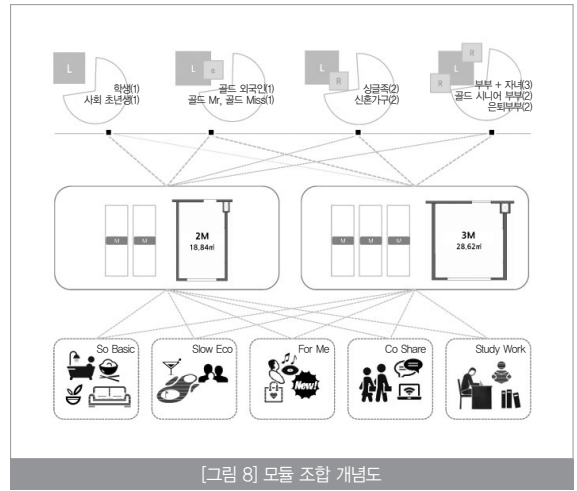 L
학생(1)
사회 초년생(1)
L
B
골드 외국인(1)
골드 Mr, 골드 Miss(1)
L
R
싱글족(2)
신혼가구(2)
R
L
R
부부 + 자녀(3)
골드 시니어 부부(2)
은퇴부부(2)
M
M
2M
18.84㎡
M
M
M
3M
28.62㎡
So Basic
Slow Eco
For Me
Co Share
Study Work
New!
[그림 8] 모듈 조합 개념도